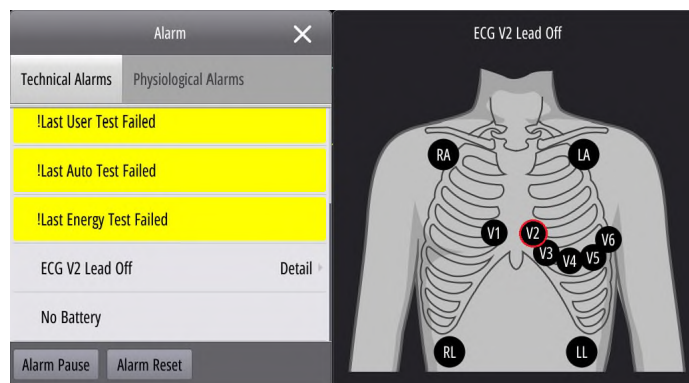 Alarm
Technical Alarms Physiological Alarms
!Last User Test Failed
!Last Auto Test Failed
!Last Energy Test Failed
ECG V2 Lead Off Detail
No Battery
Alarm Pause Alarm Reset
ECG V2 Lead Off
RA LA
V1 V2 V6
V3 V4 V5
RL LL